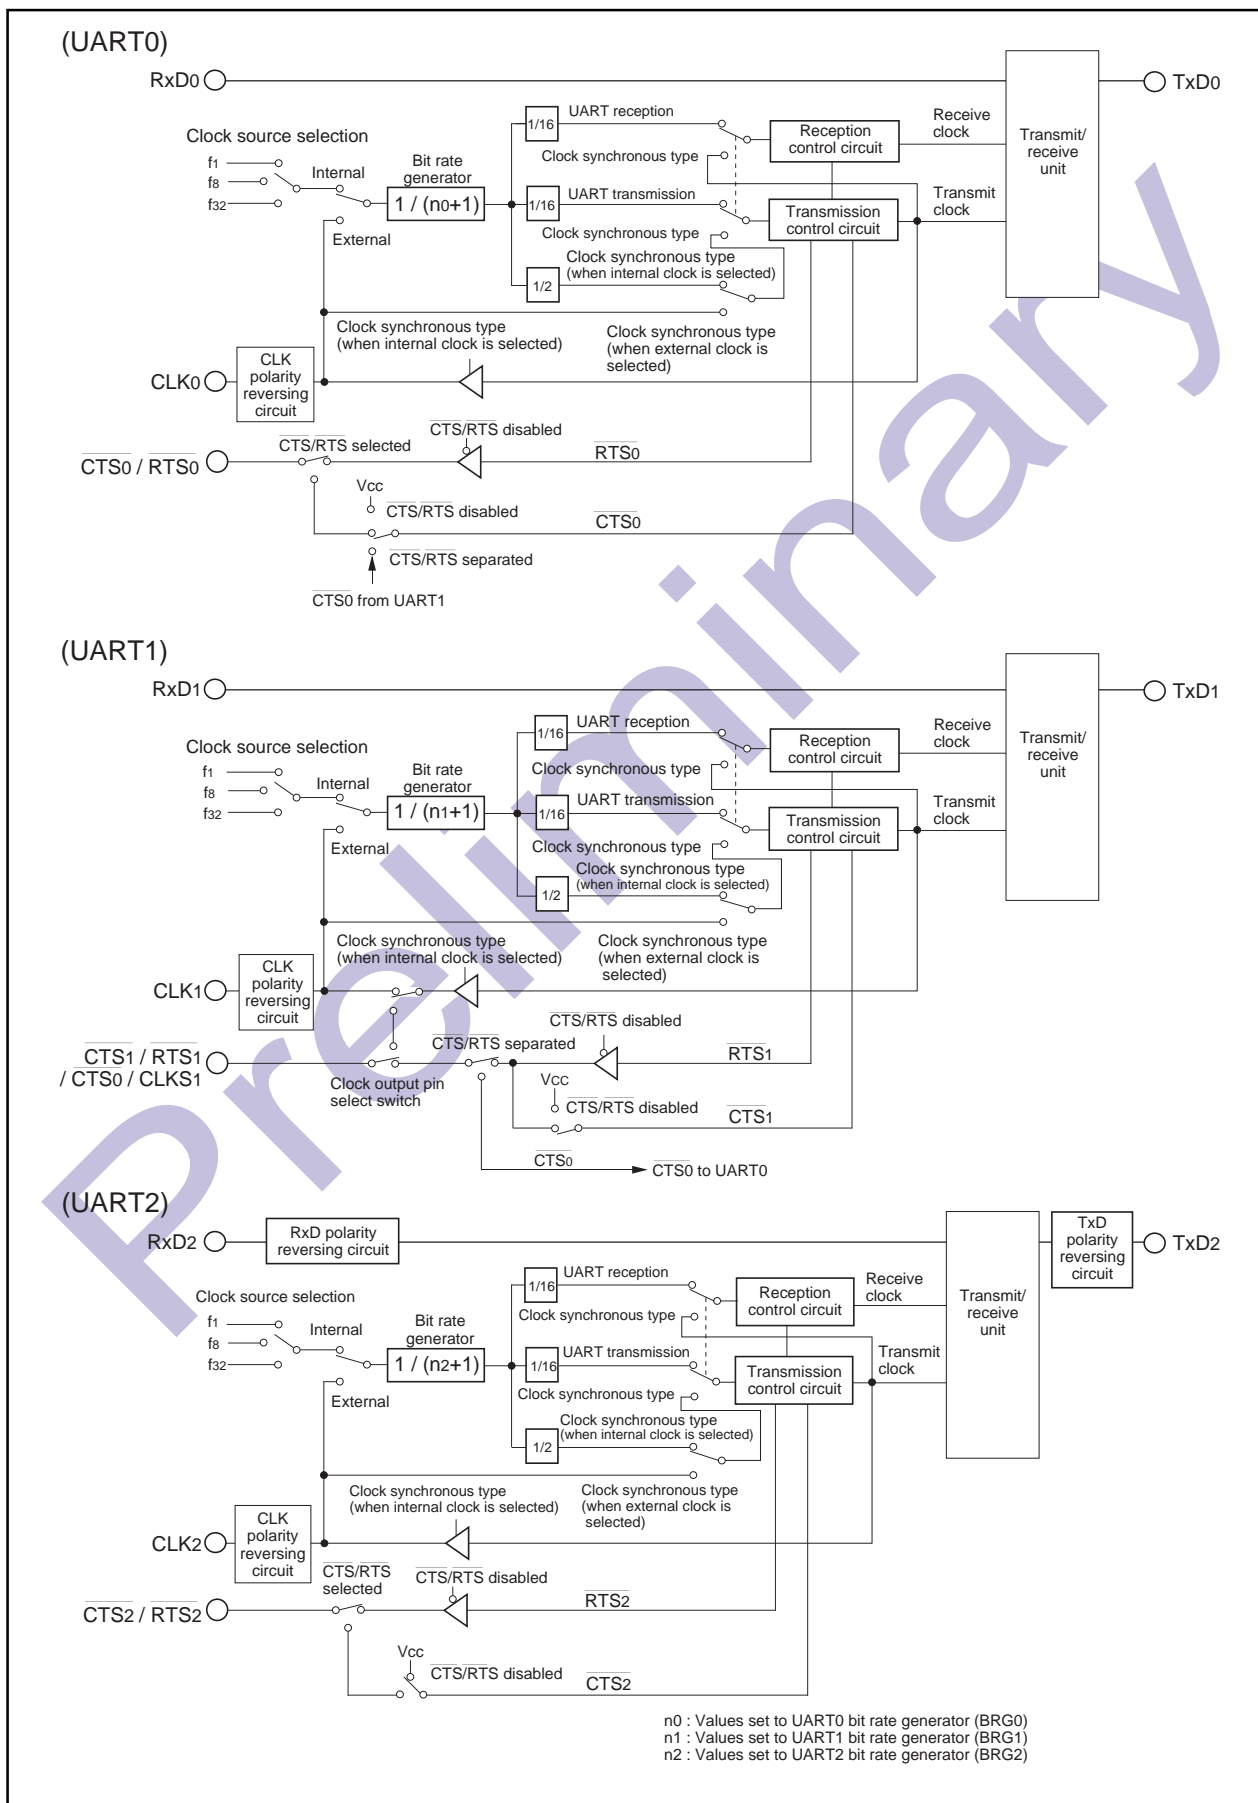 (UART0)
RxD0
TxD0
Clock source selection
f1
f8
f32
Internal
External
Bit rate
generator
1 / (n0+1)
1/16
UART reception
Clock synchronous type
1/16
UART transmission
Clock synchronous type
Clock synchronous type
(when internal clock is selected)
1/2
Reception
control circuit
Transmission
control circuit
Receive
clock
Transmit
clock
Transmit/
receive
unit
Clock synchronous type
(when internal clock is selected)
Clock synchronous type
(when external clock is
selected)
CLK0
CLK
polarity
reversing
circuit
CTS0 / RTS0
CTS/RTS selected
CTS/RTS disabled
RTS0
Vcc
CTS/RTS disabled
CTS0
CTS/RTS separated
CTS0 from UART1
(UART1)
RxD1
TxD1
Clock source selection
f1
f8
f32
Internal
External
Bit rate
generator
1 / (n1+1)
1/16
UART reception
Clock synchronous type
1/16
UART transmission
Clock synchronous type
Clock synchronous type
(when internal clock is selected)
1/2
Reception
control circuit
Transmission
control circuit
Receive
clock
Transmit
clock
Transmit/
receive
unit
Clock synchronous type
(when internal clock is selected)
Clock synchronous type
(when external clock is
selected)
CLK1
CLK
polarity
reversing
circuit
CTS1 / RTS1
/ CTS0 / CLKS1
Clock output pin
select switch
CTS/RTS separated
CTS/RTS disabled
RTS1
VCC
CTS/RTS disabled
CTS1
CTS0
CTS0 to UART0
(UART2)
RxD2
RxD polarity
reversing circuit
TxD
polarity
reversing
circuit
TxD2
Clock source selection
f1
f8
f32
Internal
External
Bit rate
generator
1 / (n2+1)
1/16
UART reception
Clock synchronous type
1/16
UART transmission
Clock synchronous type
Clock synchronous type
(when internal clock is selected)
1/2
Reception
control circuit
Transmission
control circuit
Receive
clock
Transmit
clock
Transmit/
receive
unit
Clock synchronous type
(when internal clock is selected)
Clock synchronous type
(when external clock is
selected)
CLK2
CLK
polarity
reversing
circuit
CTS2 / RTS2
CTS/RTS
selected
CTS/RTS disabled
RTS2
Vcc
CTS/RTS disabled
CTS2
n0 : Values set to UART0 bit rate generator (BRG0)
n1 : Values set to UART1 bit rate generator (BRG1)
n2 : Values set to UART2 bit rate generator (BRG2)
Preliminary